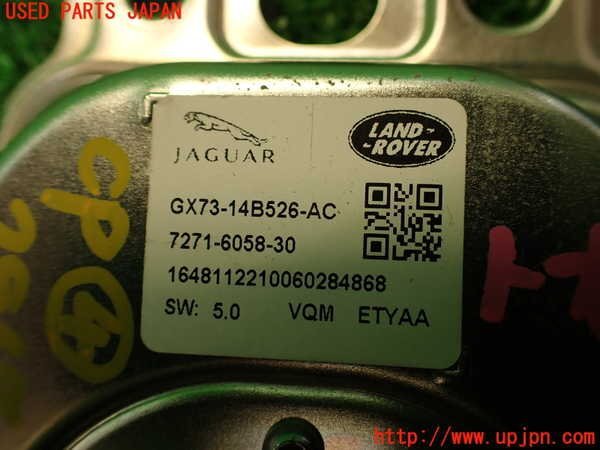 USED PARTS JAPAN
JAGUAR
LAND
ROVER
GX73-14B526-AC
7271-6058-30
1648112210060284868
SW: 5.0 VQM ETYAA
CP
http://www.upjpn.com/